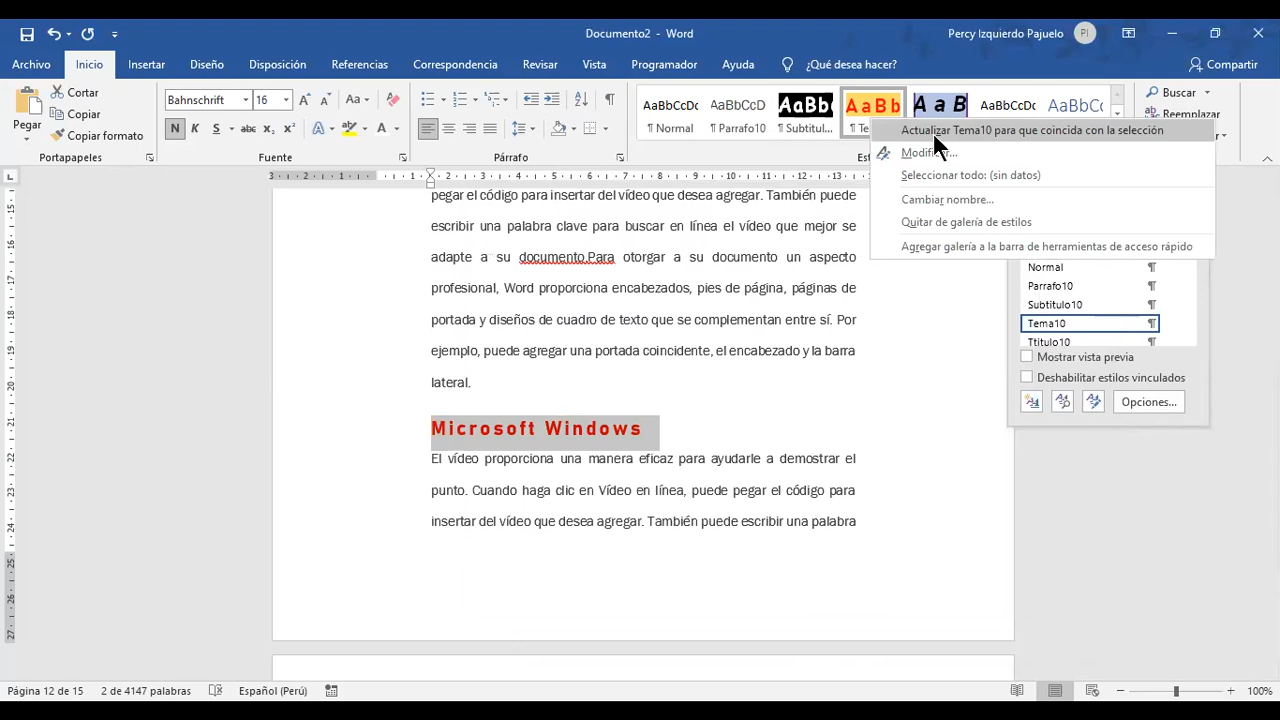 Documento2 - Word
Percy Izquierdo Pajuelo
PI
Archivo
Inicio
Insertar
Diseño
Disposición
Referencias
Correspondencia
Revisar
Vista
Programador
Ayuda
¿Qué desea hacer?
Compartir
Pegar
Cortar
Copiar
Copiar formato
Portapapeles
Bahnschrift
16
Fuente
Párrafo
AaBbCcDc
¶ Normal
AaBbCcDd
¶ Parrafo10
AaBb
¶ Subtitul...
AaBb
AaB
AaBbCcDc
AaBbCc
Buscar
Reemplazar
Actualizar Tema10 para que coincida con la selección
Modificar...
Seleccionar todo: (sin datos)
Cambiar nombre...
Quitar de galería de estilos
Agregar galería a la barra de herramientas de acceso rápido
pegar el código para insertar del vídeo que desea agregar. También puede
escribir una palabra clave para buscar en línea el vídeo que mejor se
adapte a su documento.Para otorgar a su documento un aspecto
profesional, Word proporciona encabezados, pies de página, páginas de
portada y diseños de cuadro de texto que se complementan entre sí. Por
ejemplo, puede agregar una portada coincidente, el encabezado y la barra
lateral.
Microsoft Windows
El vídeo proporciona una manera eficaz para ayudarle a demostrar el
punto. Cuando haga clic en Vídeo en línea, puede pegar el código para
insertar del vídeo que desea agregar. También puede escribir una palabra
Normal
Parrafo10
Subtitulo10
Tema10
Ttitulo10
Mostrar vista previa
Deshabilitar estilos vinculados
Opciones...
Página 12 de 15
2 de 4147 palabras
Español (Perú)
100%